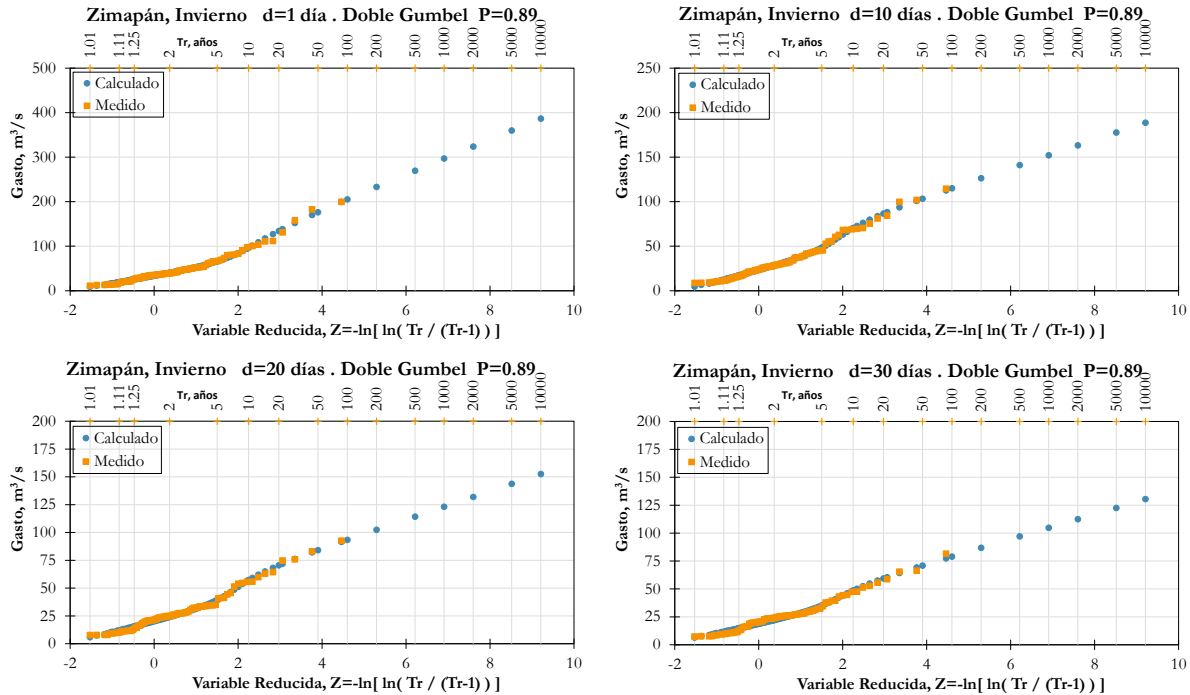 Zimapán, Invierno d=1 día . Doble Gumbel P=0.89
Tr, años
1.01 1.11 1.25 2 5 10 20 50 100 200 500 1000 2000 5000 10000
Gasto, m³/s
500
400
300
200
100
0
Calculado
Medido
-2 0 2 4 6 8 10
Variable Reducida, Z=-ln[ ln( Tr / (Tr-1) ) ]
Zimapán, Invierno d=10 días . Doble Gumbel P=0.89
Tr, años
1.01 1.11 1.25 2 5 10 20 50 100 200 500 1000 2000 5000 10000
Gasto, m³/s
250
200
150
100
50
0
Calculado
Medido
-2 0 2 4 6 8 10
Variable Reducida, Z=-ln[ ln( Tr / (Tr-1) ) ]
Zimapán, Invierno d=20 días . Doble Gumbel P=0.89
Tr, años
1.01 1.11 1.25 2 5 10 20 50 100 200 500 1000 2000 5000 10000
Gasto, m³/s
200
175
150
125
100
75
50
25
0
Calculado
Medido
-2 0 2 4 6 8 10
Variable Reducida, Z=-ln[ ln( Tr / (Tr-1) ) ]
Zimapán, Invierno d=30 días . Doble Gumbel P=0.89
Tr, años
1.01 1.11 1.25 2 5 10 20 50 100 200 500 1000 2000 5000 10000
Gasto, m³/s
200
175
150
125
100
75
50
25
0
Calculado
Medido
-2 0 2 4 6 8 10
Variable Reducida, Z=-ln[ ln( Tr / (Tr-1) ) ]